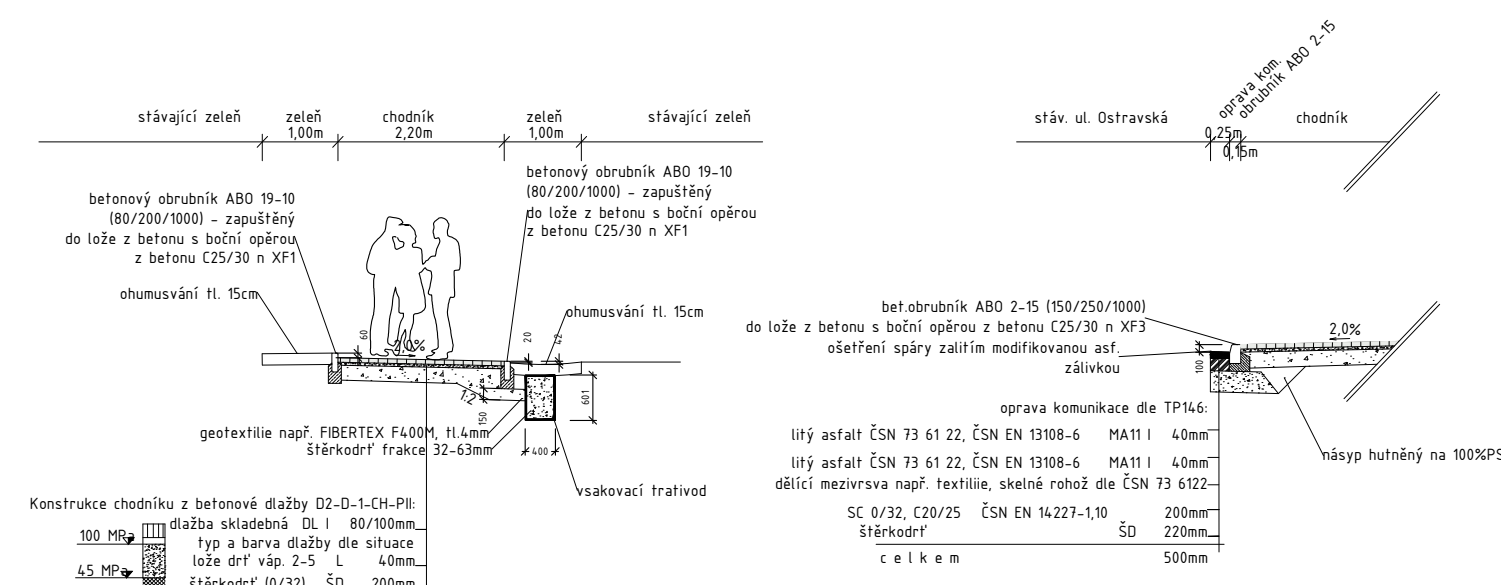 stávající zeleň
zeleň
1,00m
chodník
2,20m
zeleň
1,00m
stávající zeleň
betonový obrubník ABO 19-10
(80/200/1000) - zapuštěný
do lože z betonu s boční opěrou
z betonu C25/30 n XF1
betonový obrubník ABO 19-10
(80/200/1000) - zapuštěný
do lože z betonu s boční opěrou
z betonu C25/30 n XF1
ohumusvání tl. 15cm
ohumusvání tl. 15cm
60
2,0%
20
42
1:2
150
601
400
geotextilie např. FIBERTEX F400M, tl.4mm
štěrkodrť frakce 32-63mm
vsakovací trativod
Konstrukce chodníku z betonové dlažby D2-D-1-CH-PII:
dlažba skladebná DL I 80/100mm
typ a barva dlažby dle situace
lože drť váp. 2-5 L 40mm
štěrkodrť (0/32) ŠD 200mm
100 MPa
45 MPa
stáv. ul. Ostravská
oprava kom.
obrubník ABO 2-15
0,25m
0,15m
chodník
bet.obrubník ABO 2-15 (150/250/1000)
do lože z betonu s boční opěrou z betonu C25/30 n XF3
ošetření spáry zalitím modifikovanou asf.
zálivkou
100
2,0%
oprava komunikace dle TP146:
litý asfalt ČSN 73 61 22, ČSN EN 13108-6 MA11 I 40mm
litý asfalt ČSN 73 61 22, ČSN EN 13108-6 MA11 I 40mm
dělící mezivrsva např. textiliie, skelné rohož dle ČSN 73 6122
SC 0/32, C20/25 ČSN EN 14227-1,10 200mm
štěrkodrť ŠD 220mm
celkem 500mm
násyp hutněný na 100%PS